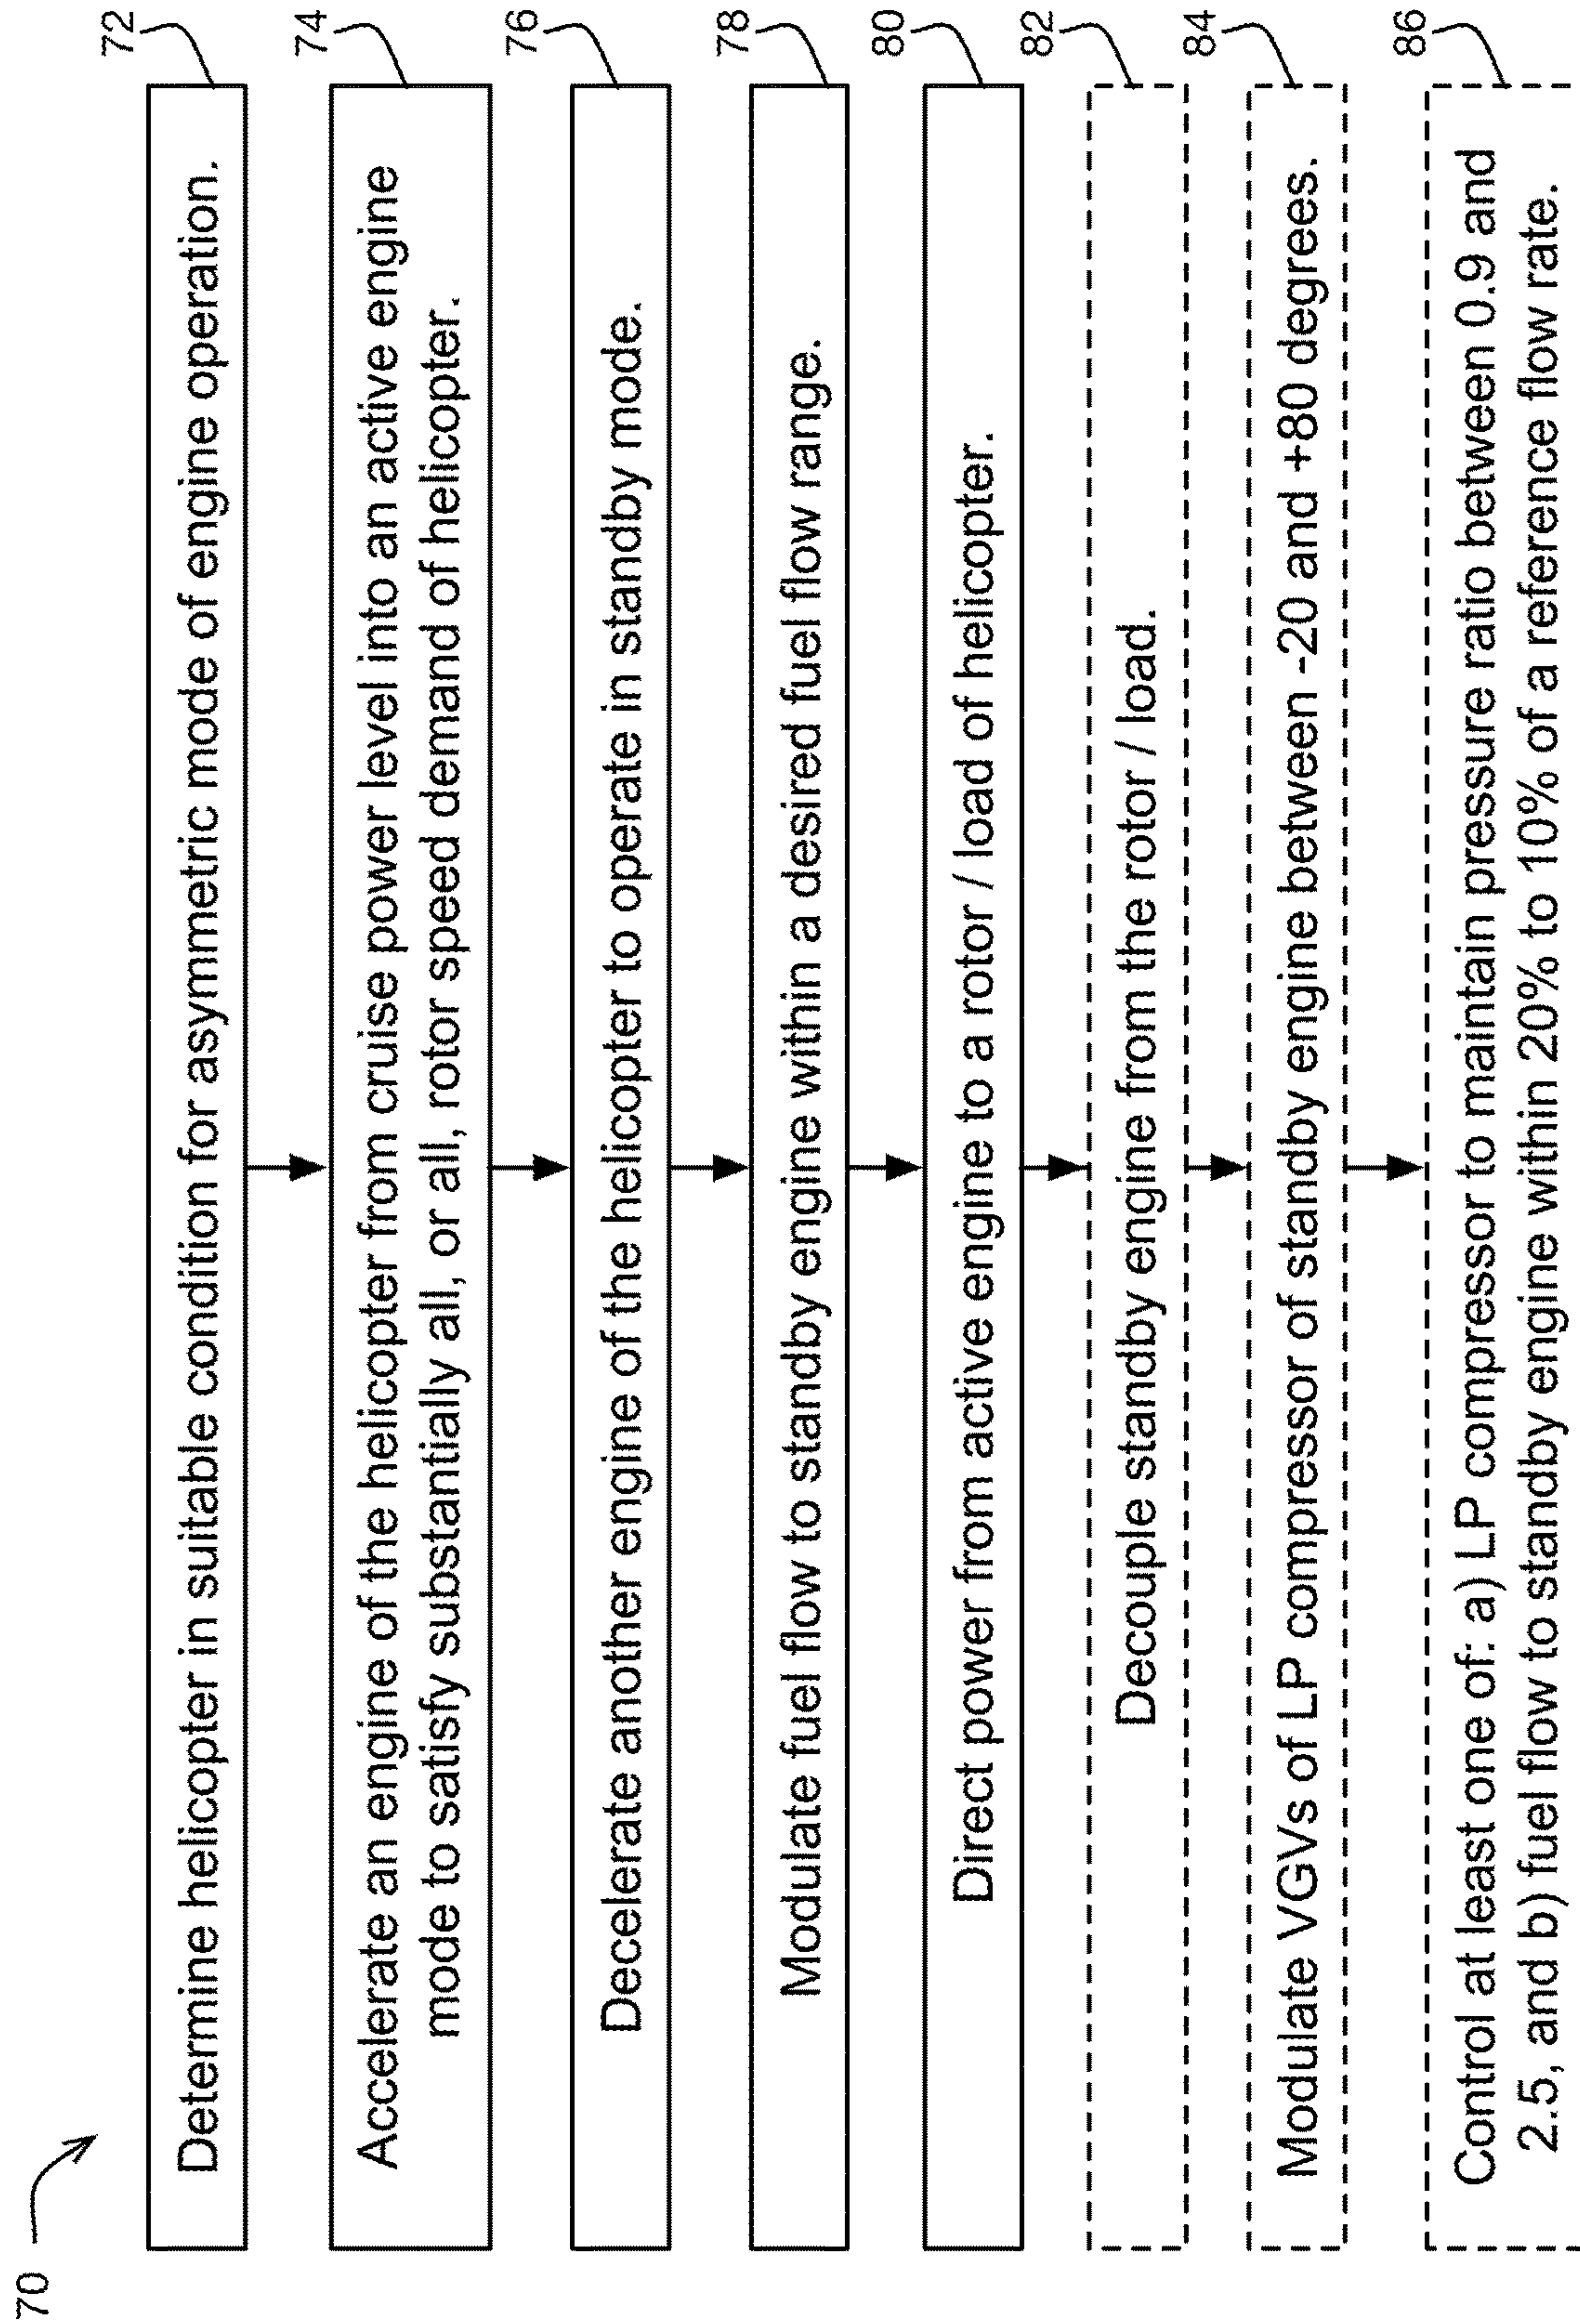 70
72
Determine helicopter in suitable condition for asymmetric mode of engine operation.
74
Accelerate an engine of the helicopter from cruise power level into an active engine
mode to satisfy substantially all, or all, rotor speed demand of helicopter.
76
Decelerate another engine of the helicopter to operate in standby mode.
78
Modulate fuel flow to standby engine within a desired fuel flow range.
80
Direct power from active engine to a rotor / load of helicopter.
82
Decouple standby engine from the rotor / load.
84
Modulate VGVs of LP compressor of standby engine between -20 and +80 degrees.
86
Control at least one of: a) LP compressor to maintain pressure ratio between 0.9 and
2.5, and b) fuel flow to standby engine within 20% to 10% of a reference flow rate.